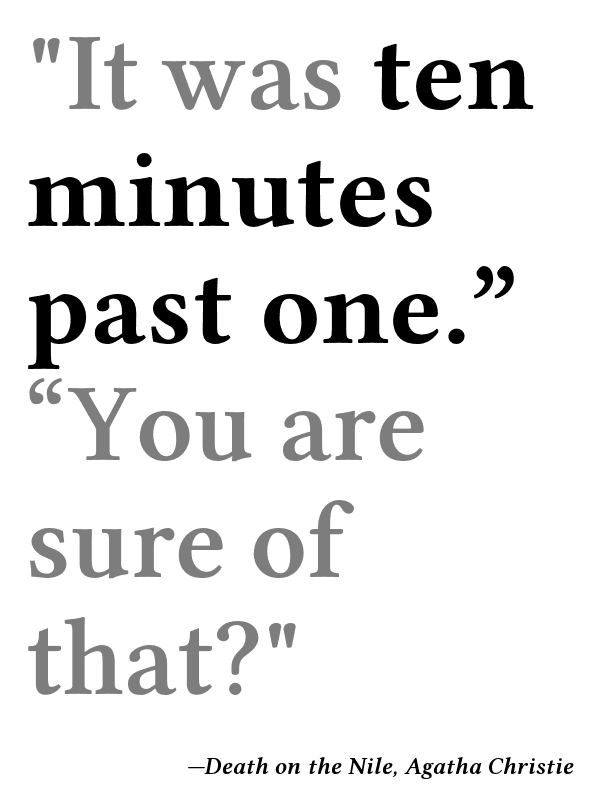 "It was ten
minutes
past one.”
“You are
sure of
that?"
—Death on the Nile, Agatha Christie